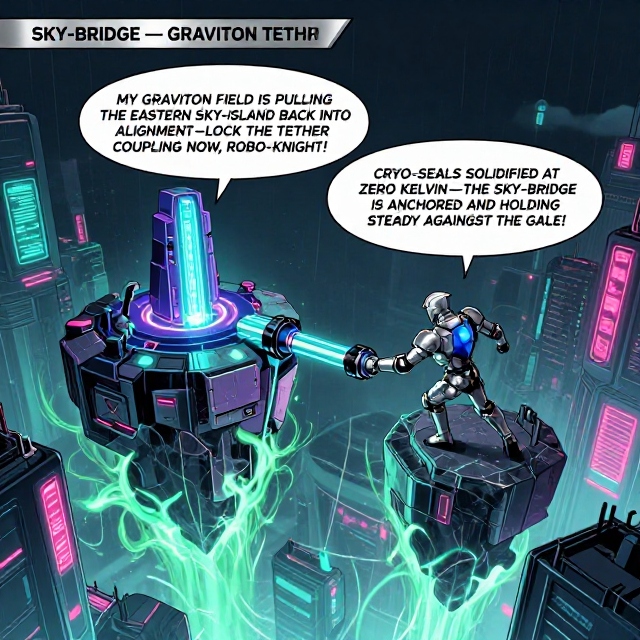 SKY-BRIDGE — GRAVITON TETHR
MY GRAVITON FIELD IS PULLING
THE EASTERN SKY-ISLAND BACK INTO
ALIGNMENT—LOCK THE TETHER
COUPLING NOW, ROBO-KNIGHT!
CRYO-SEALS SOLIDIFIED AT
ZERO KELVIN—THE SKY-BRIDGE
IS ANCHORED AND HOLDING
STEADY AGAINGST THE GALE!